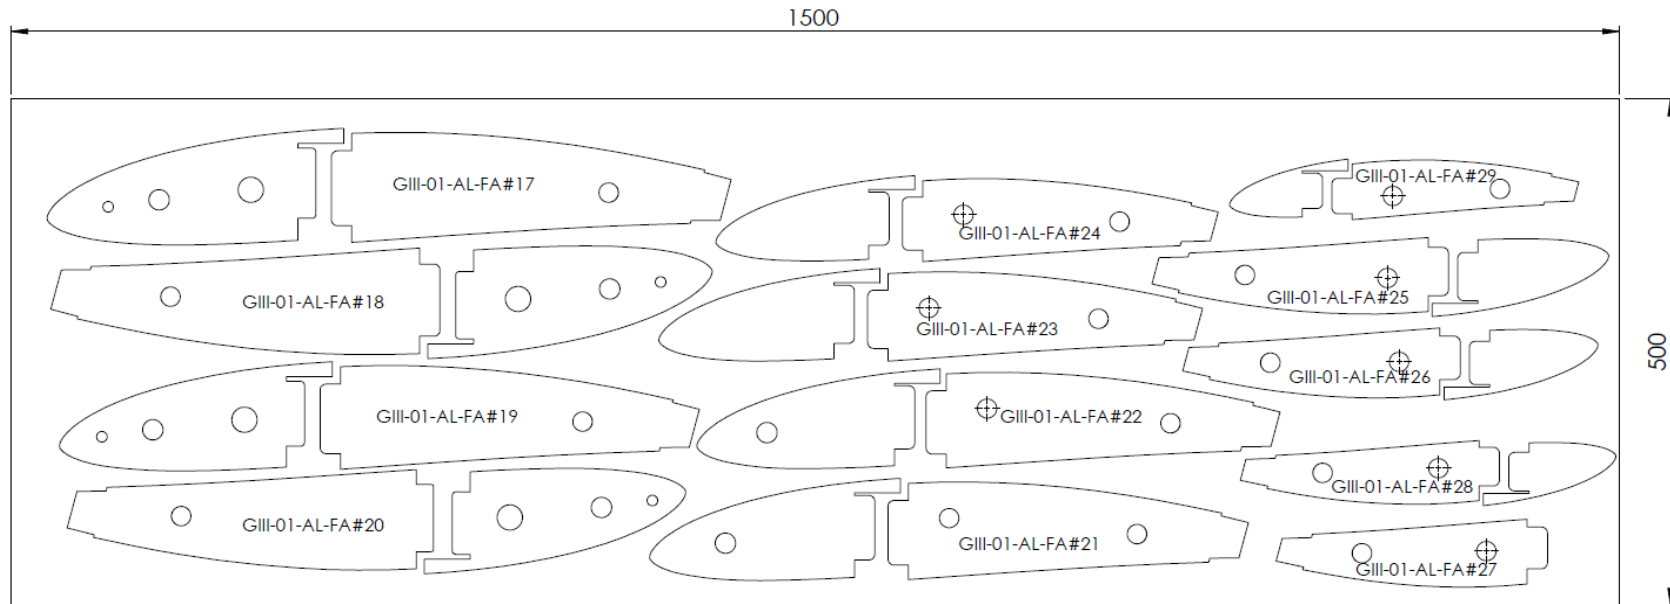 1500
500
GIII-01-AL-FA#17
GIII-01-AL-FA#18
GIII-01-AL-FA#19
GIII-01-AL-FA#20
GIII-01-AL-FA#24
GIII-01-AL-FA#23
GIII-01-AL-FA#22
GIII-01-AL-FA#21
GIII-01-AL-FA#29
GIII-01-AL-FA#25
GIII-01-AL-FA#26
GIII-01-AL-FA#28
GIII-01-AL-FA#27